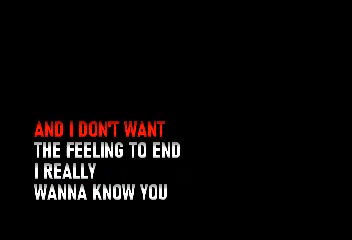 AND I DON'T WANT
THE FEELING TO END
I REALLY
WANNA KNOW YOU